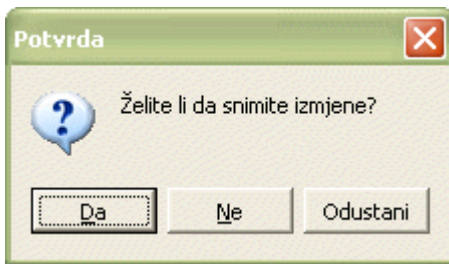 Potvrda
Želite li da snimite izmjene?
Da
Ne
Odustani